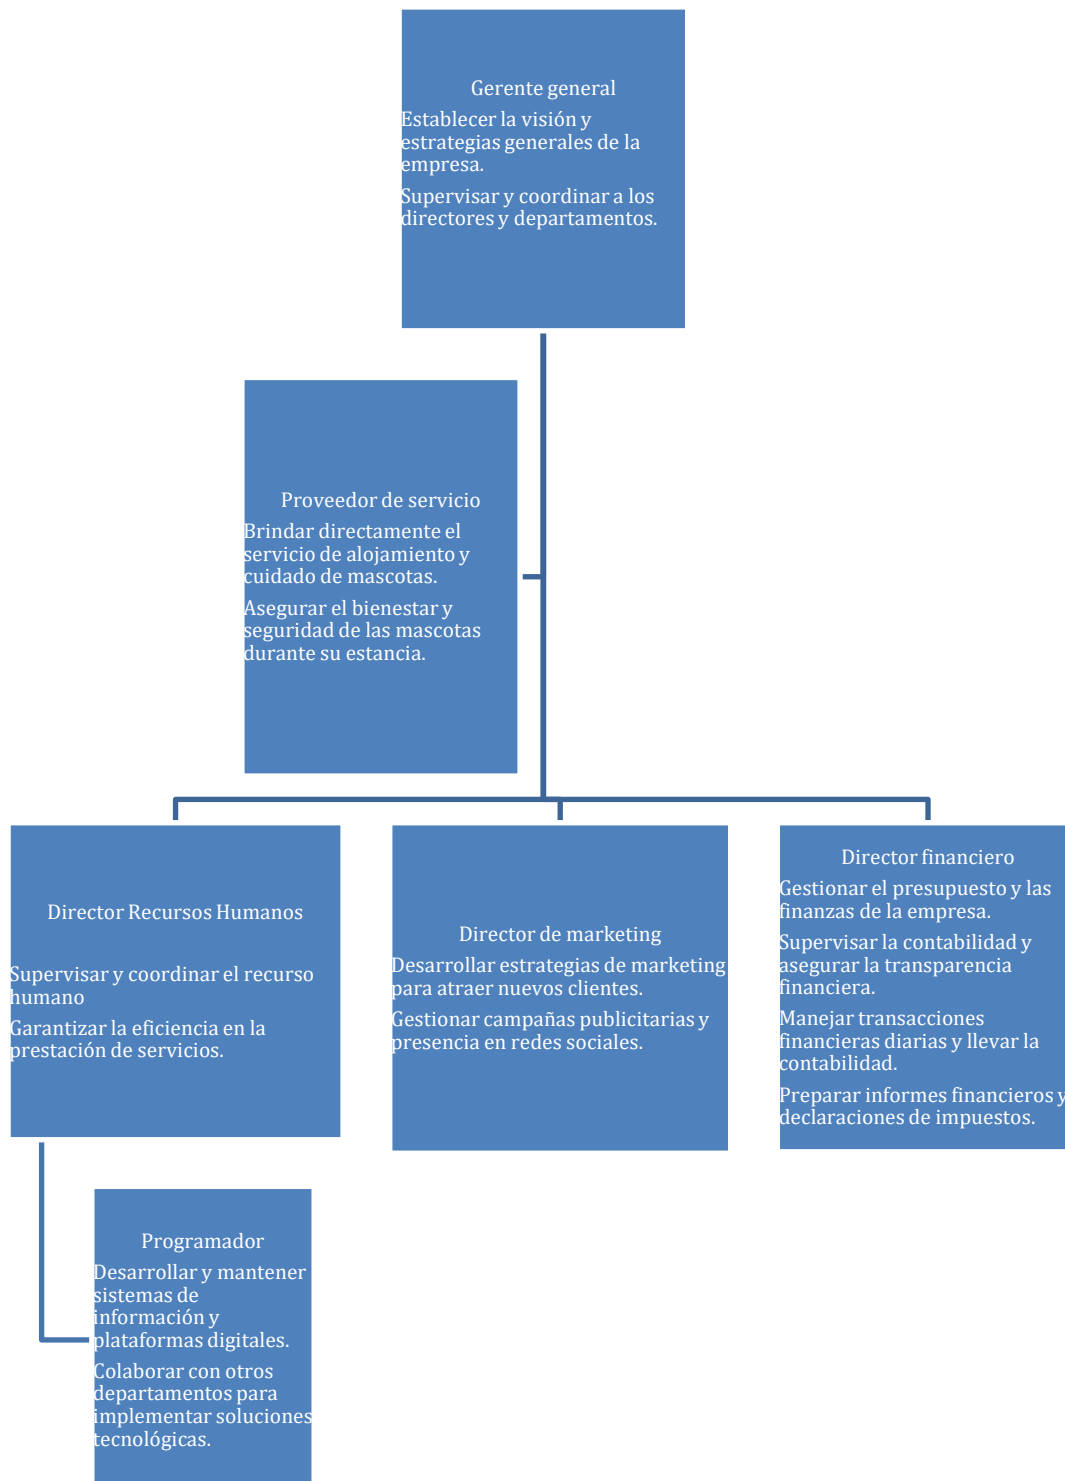 Gerente general
Establecer la visión y
estrategias generales de la
empresa.
Supervisar y coordinar a los
directores y departamentos.
Proveedor de servicio
Brindar directamente el
servicio de alojamiento y
cuidado de mascotas.
Asegurar el bienestar y
seguridad de las mascotas
durante su estancia.
Director Recursos Humanos
Supervisar y coordinar el recurso
humano
Garantizar la eficiencia en la
prestación de servicios.
Director de marketing
Desarrollar estrategias de marketing
para atraer nuevos clientes.
Gestionar campañas publicitarias y
presencia en redes sociales.
Director financiero
Gestionar el presupuesto y las
finanzas de la empresa.
Supervisar la contabilidad y
asegurar la transparencia
financiera.
Manejar transacciones
financieras diarias y llevar la
contabilidad.
Preparar informes financieros y
declaraciones de impuestos.
Programador
Desarrollar y mantener
sistemas de
información y
plataformas digitales.
Colaborar con otros
departamentos para
implementar soluciones
tecnológicas.